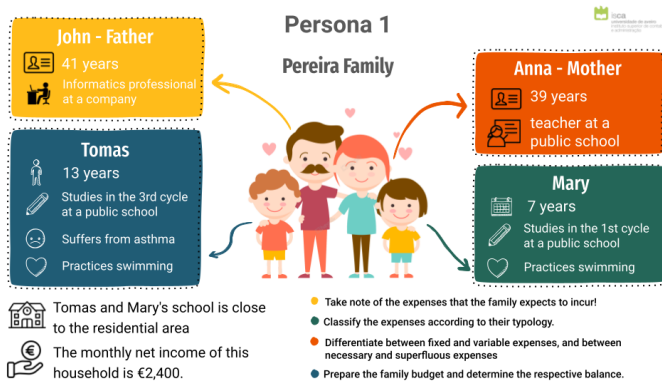 Persona 1
Pereira Family
isca
universidade de aveiro
John - Father
41 years
Informatics professional
at a company
Anna - Mother
39 years
teacher at a
public school
Tomas
13 years
Studies in the 3rd cycle
at a public school
Suffers from asthma
Practices swimming
Mary
7 years
Studies in the 1st cycle
at a public school
Practices swimming
Tomas and Mary's school is close
to the residential area
The monthly net income of this
household is €2,400.
Take note of the expenses that the family expects to incur!
Classify the expenses according to their typology.
Differentiate between fixed and variable expenses, and between
necessary and superfluous expenses
Prepare the family budget and determine the respective balance.